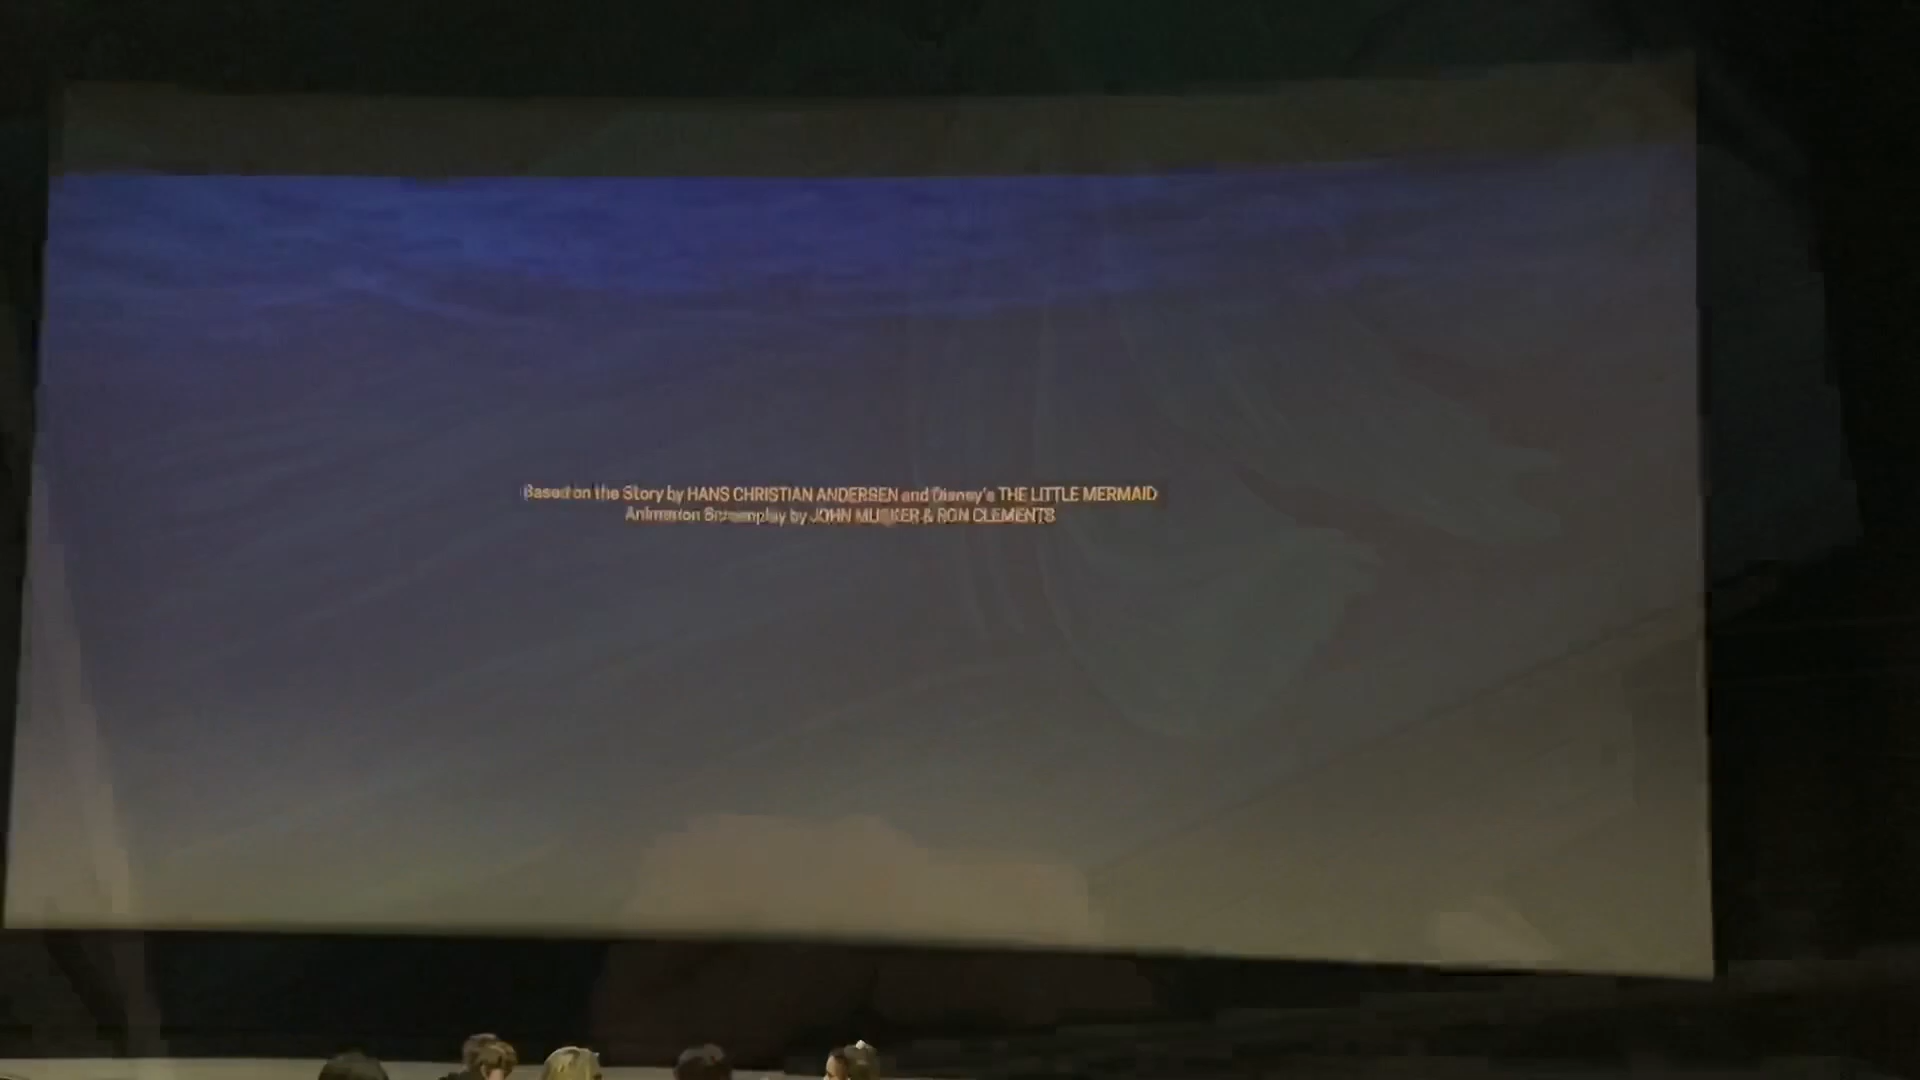 Based on the Story by HANS CHRISTIAN ANDERSEN and Disney's THE LITTLE MERMAID
Animation Screenplay by JOHN MUSKER & RON CLEMENTS